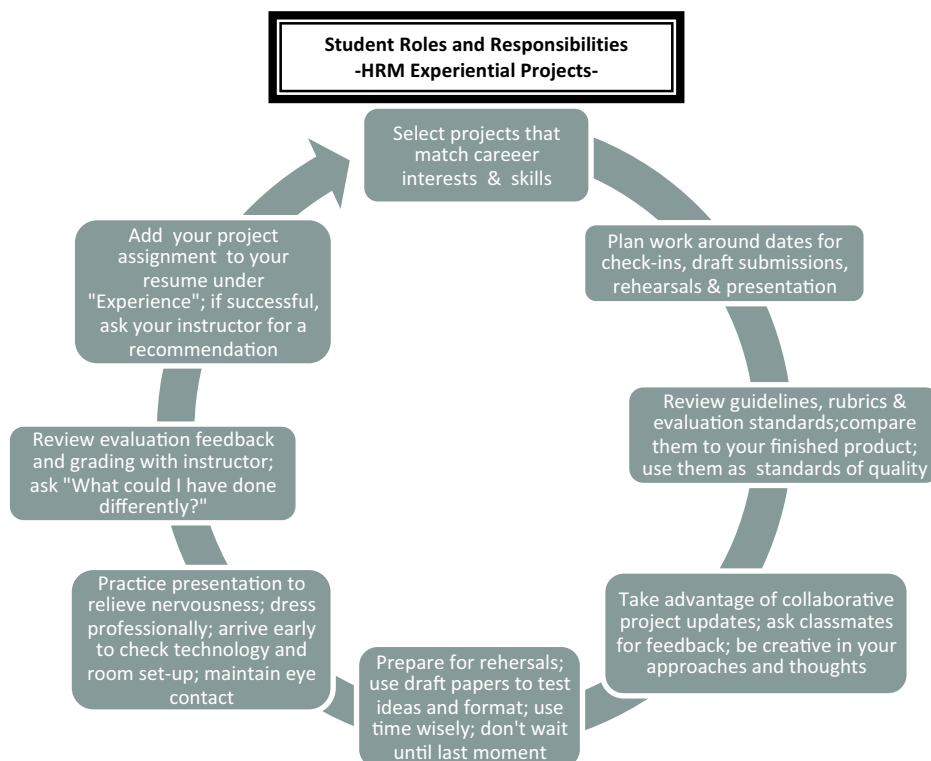 Student Roles and Responsibilities
-HRM Experiential Projects-
Select projects that
match careeer
interests & skills
Plan work around dates for
check-ins, draft submissions,
rehearsals & presentation
Review guidelines, rubrics &
evaluation standards;compare
them to your finished product;
use them as standards of quality
Take advantage of collaborative
project updates; ask classmates
for feedback; be creative in your
approaches and thoughts
Prepare for rehersals;
use draft papers to test
ideas and format; use
time wisely; don't wait
until last moment
Practice presentation to
relieve nervousness; dress
professionally; arrive early
to check technology and
room set-up; maintain eye
contact
Review evaluation feedback
and grading with instructor;
ask "What could I have done
differently?"
Add your project
assignment to your
resume under
"Experience"; if successful,
ask your instructor for a
recommendation